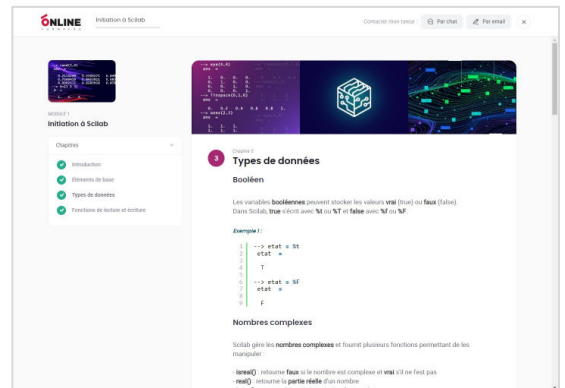 ONLINE
Initiation à Scilab
Contacter mon tuteur :
Par chat
Par email
MODULE 1
Initiation à Scilab
Chapitres
Introduction
Éléments de base
Types de données
Fonctions de lecture et écriture
Chapitre 3
3
Types de données
Booléen
Les variables booléennes peuvent stocker les valeurs vrai (true) ou faux (false).
Dans Scilab, true s'écrit avec %t ou %T et false avec %f ou %F.
Exemple 1 :
1 --> etat = %t
2 etat =
3
4 T
5
6 --> etat = %F
7 etat =
8
9 F
Nombres complexes
Scilab gère les nombres complexes et fournit plusieurs fonctions permettant de les
manipuler :
- isreal() : retourne faux si le nombre est complexe et vrai s'il ne l'est pas
- real() : retourne la partie réelle d'un nombre